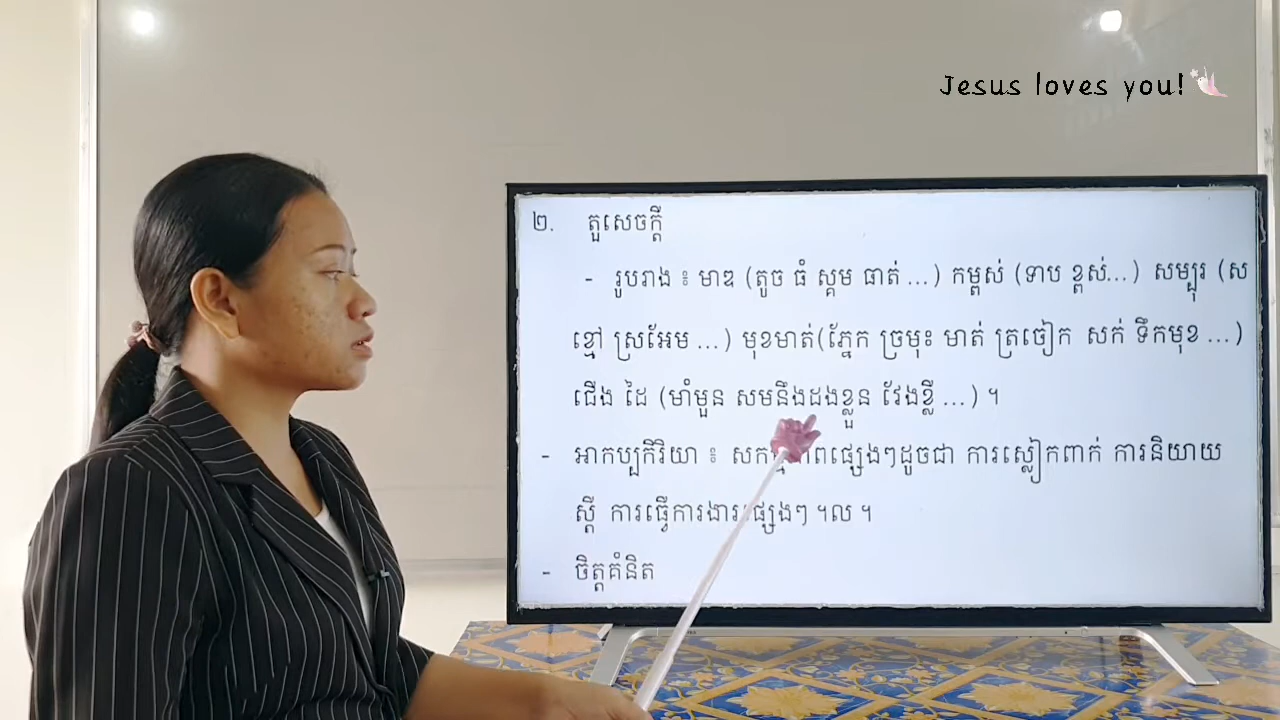 Jesus loves you!
២. តួសេចក្តី
- រូបរាង ៖ មាឌ (តូច ធំ ស្គម ធាត់ ...) កម្ពស់ (ទាប ខ្ពស់...) សម្បុរ (ស
ខ្មៅ ស្រអែម ...) មុខមាត់(ភ្នែក ច្រមុះ មាត់ ត្រចៀក សក់ ទឹកមុខ ...)
ជើង ដៃ (មាំមួន សមនឹងដងខ្លួន វែងខ្លី ...) ។
- អាកប្បកិរិយា ៖ ផ្សេងៗដូចជា ការស្លៀកពាក់ ការនិយាយ
ស្តី ការធ្វើការងារ ផ្សេងៗ ។ល ។
- ចិត្តគំនិត